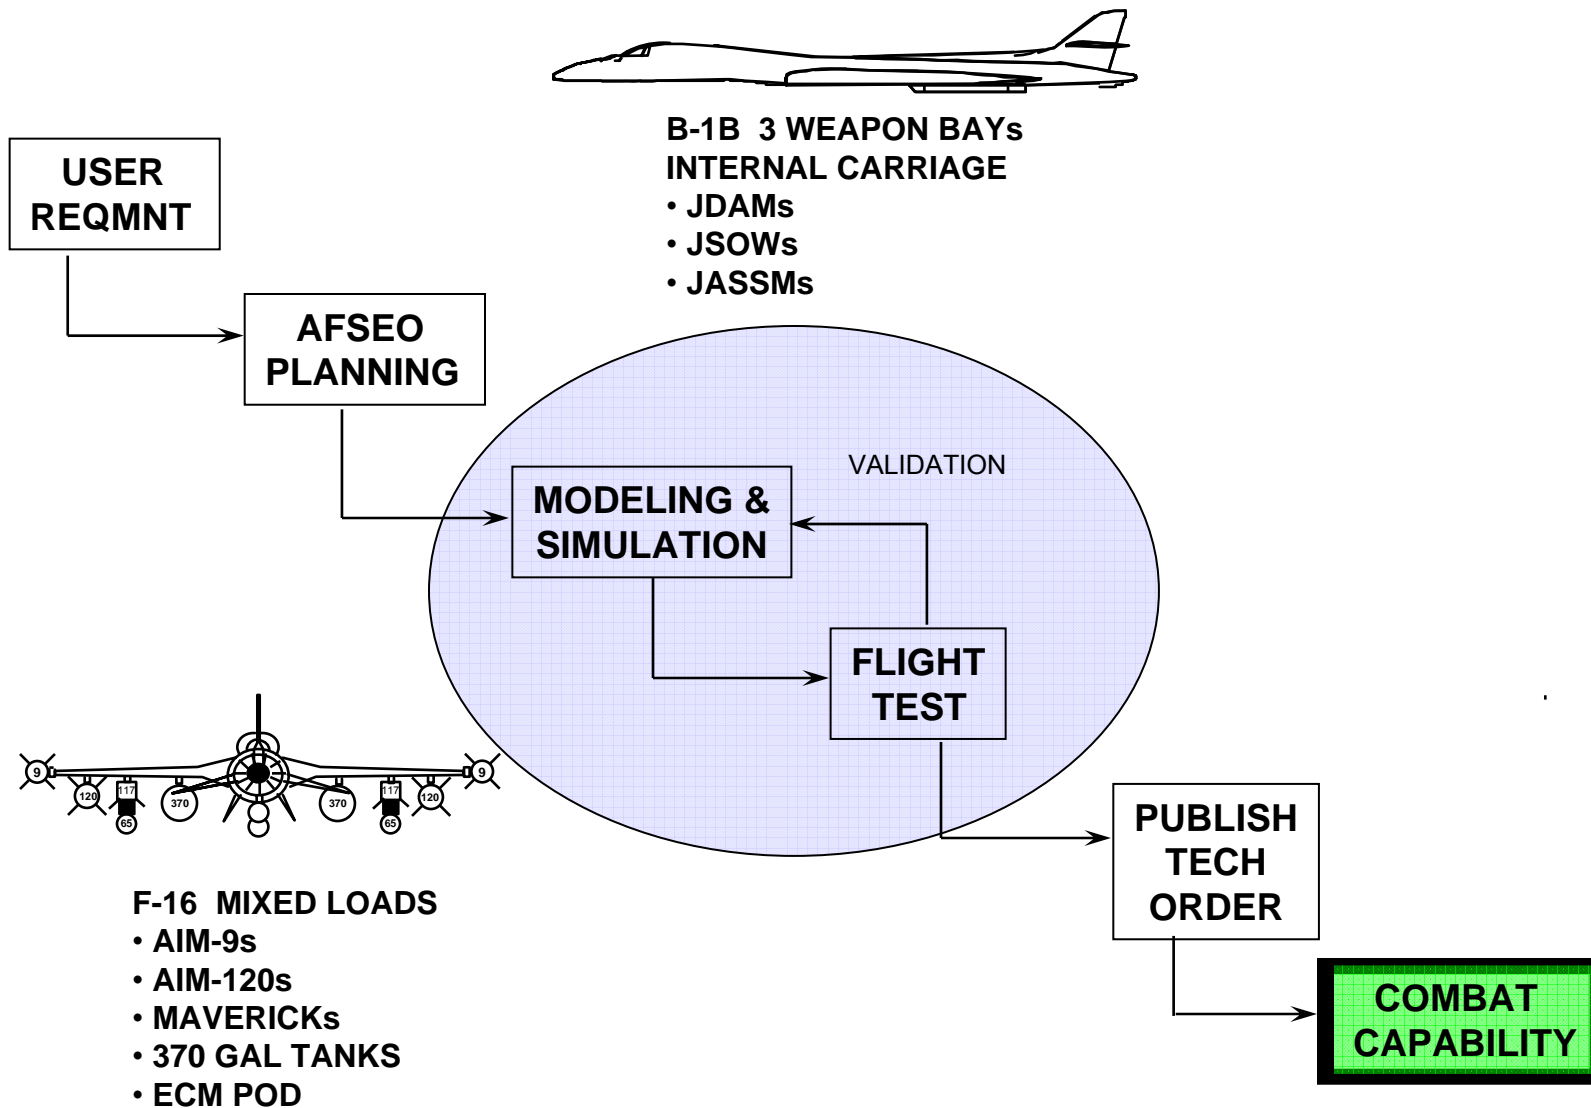 B-1B 3 WEAPON BAYs
INTERNAL CARRIAGE
• JDAMs
• JSOWs
• JASSMs
USER
REQMNT
AFSEO
PLANNING
VALIDATION
MODELING &
SIMULATION
FLIGHT
TEST
9
120
117
65
370
370
117
65
120
9
PUBLISH
TECH
ORDER
F-16 MIXED LOADS
• AIM-9s
• AIM-120s
• MAVERICKs
• 370 GAL TANKS
• ECM POD
COMBAT
CAPABILITY